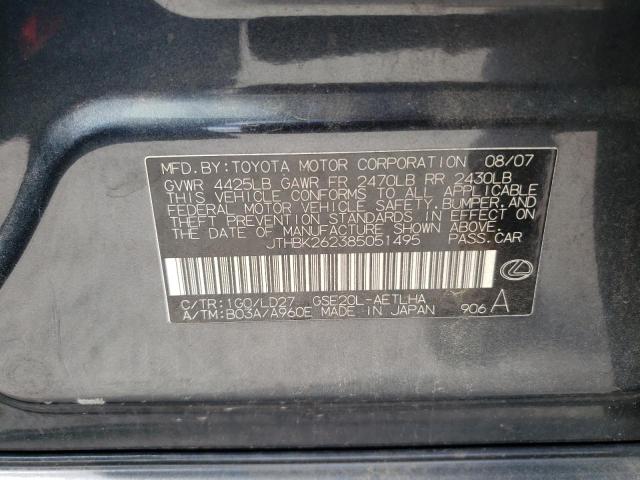 MFD. BY: TOYOTA MOTOR CORPORATION 08/07
GVWR 4425LB GAWR FR 2470LB RR 2430LB
THIS VEHICLE CONFORMS TO ALL APPLICABLE
FEDERAL MOTOR VEHICLE SAFETY, BUMPER, AND
THEFT PREVENTION STANDARDS IN EFFECT ON
THE DATE OF MANUFACTURE SHOWN ABOVE.
JTHBK262385051495 PASS.CAR
C/TR: 1G0/LD27 GSE20L-AETLHA
A/TM: B03A/A960E MADE IN JAPAN 906 A